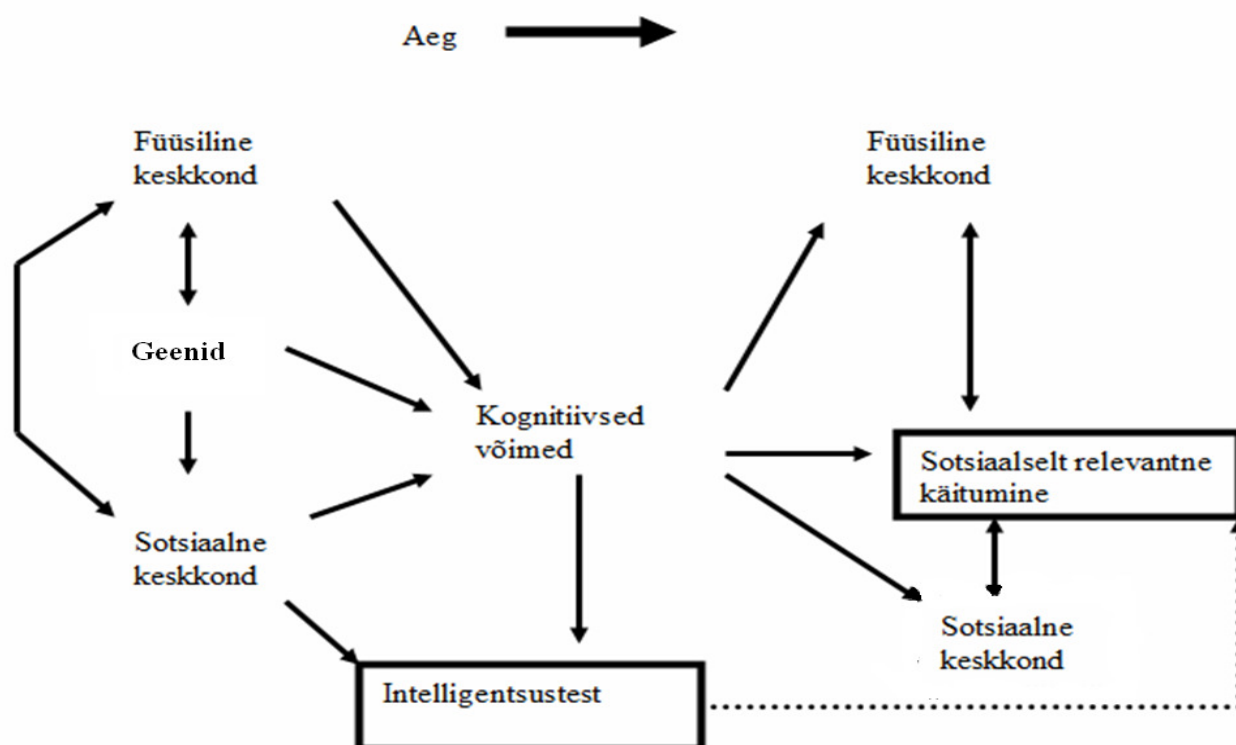 Aeg
Füüsiline
keskkond
Füüsiline
keskkond
Geenid
Kognitiivsed
võimed
Sotsiaalselt relevantne
käitumine
Sotsiaalne
keskkond
Sotsiaalne
keskkond
Intelligentsustest